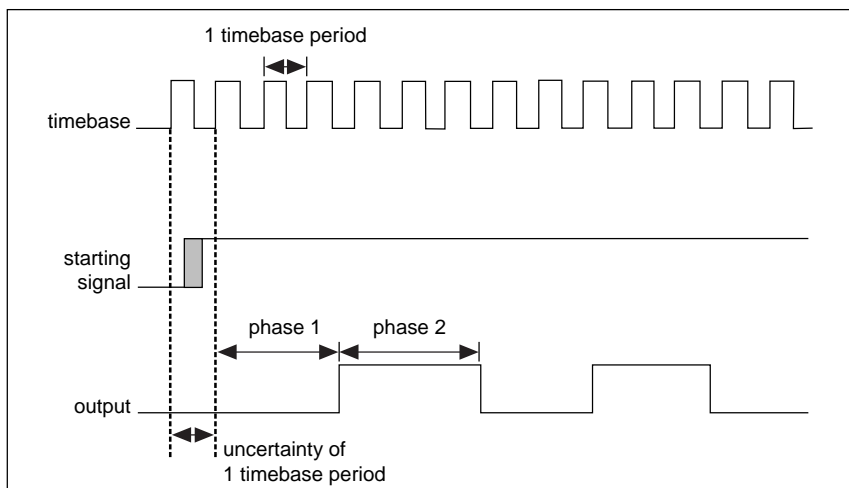 1 timebase period
timebase
starting
signal
phase 1
phase 2
output
uncertainty of
1 timebase period